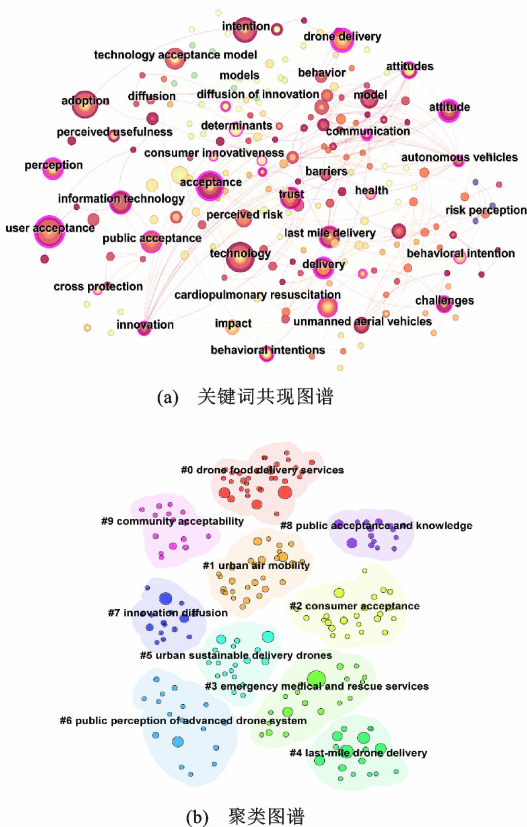 intention
drone delivery
technology acceptance model
attitudes
models
behavior
adoption
diffusion
diffusion of innovation
model
attitude
perceived usefulness
determinants
communication
consumer innovativeness
autonomous vehicles
perception
acceptance
barriers
information technology
trust
health
perceived risk
risk perception
user acceptance
public acceptance
last mile delivery
technology
delivery
behavioral intention
cross protection
cardiopulmonary resuscitation
challenges
innovation
impact
unmanned aerial vehicles
behavioral intentions
(a) 关键词共现图谱
#0 drone food delivery services
#9 community acceptability
#8 public acceptance and knowledge
#1 urban air mobility
#7 innovation diffusion
#2 consumer acceptance
#5 urban sustainable delivery drones
#3 emergency medical and rescue services
#6 public perception of advanced drone system
#4 last-mile drone delivery
(b) 聚类图谱